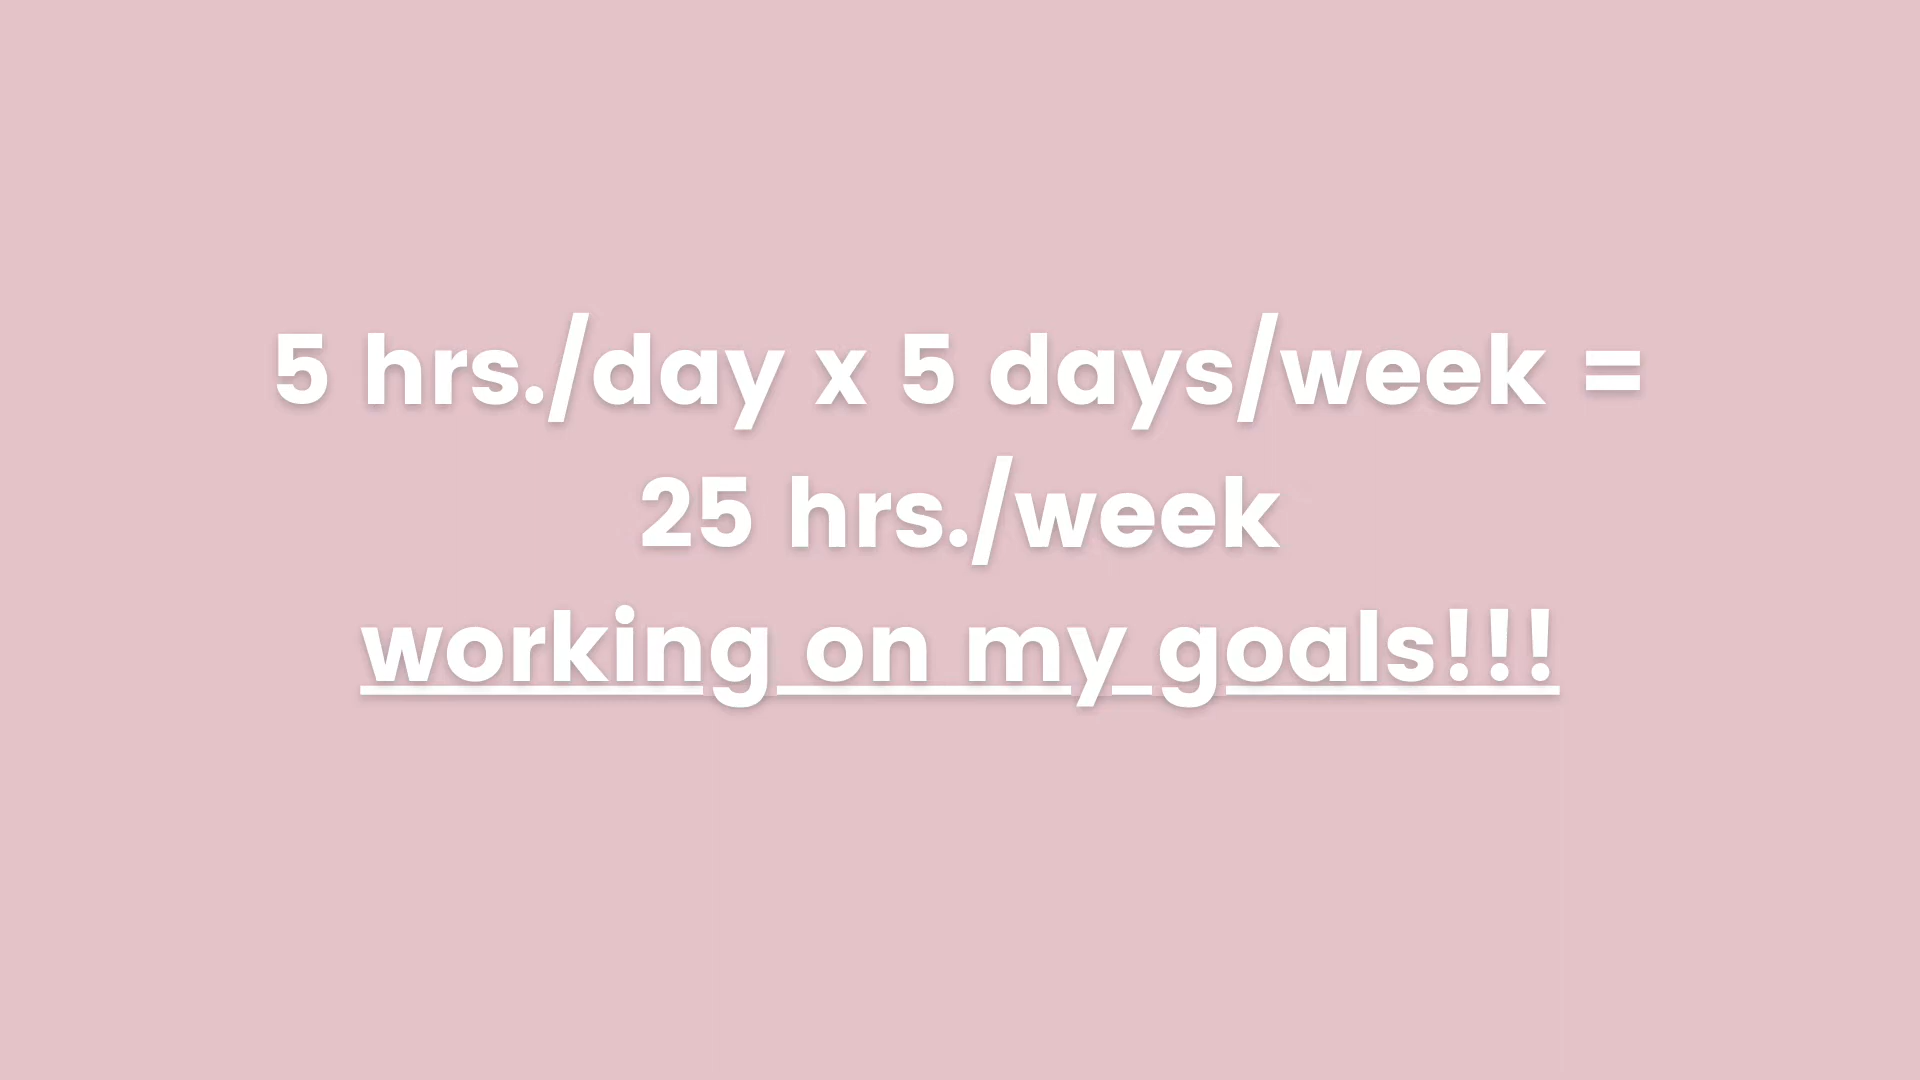 5 hrs./day x 5 days/week =
25 hrs./week
working on my goals!!!